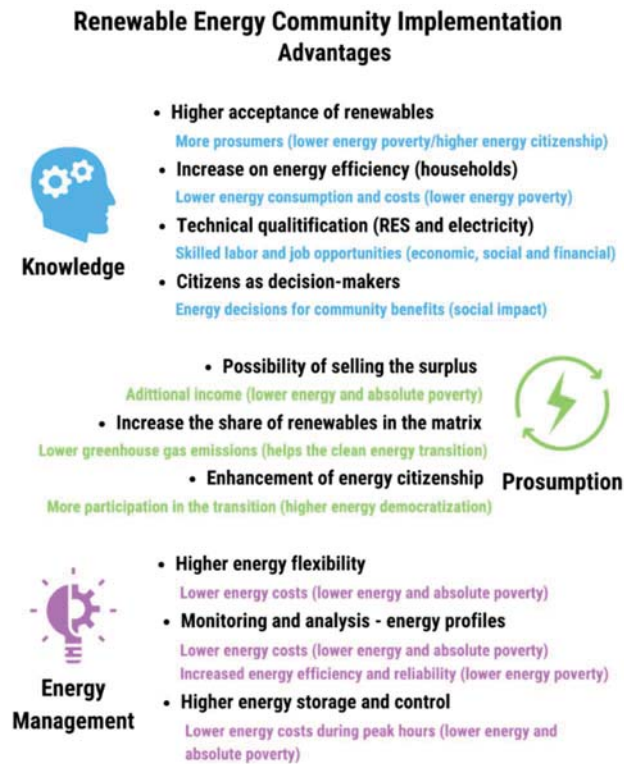 Renewable Energy Community Implementation
Advantages
• Higher acceptance of renewables
More prosumers (lower energy poverty/higher energy citizenship)
• Increase on energy efficiency (households)
Lower energy consumption and costs (lower energy poverty)
• Technical qualitification (RES and electricity)
Skilled labor and job opportunities (economic, social and financial)
• Citizens as decision-makers
Energy decisions for community benefits (social impact)
Knowledge
• Possibility of selling the surplus
Adittional income (lower energy and absolute poverty)
• Increase the share of renewables in the matrix
Lower greenhouse gas emissions (helps the clean energy transition)
• Enhancement of energy citizenship
More participation in the transition (higher energy democratization)
Prosumption
• Higher energy flexibility
Lower energy costs (lower energy and absolute poverty)
• Monitoring and analysis - energy profiles
Lower energy costs (lower energy and absolute poverty)
Increased energy efficiency and reliability (lower energy poverty)
• Higher energy storage and control
Lower energy costs during peak hours (lower energy and
absolute poverty)
Energy
Management